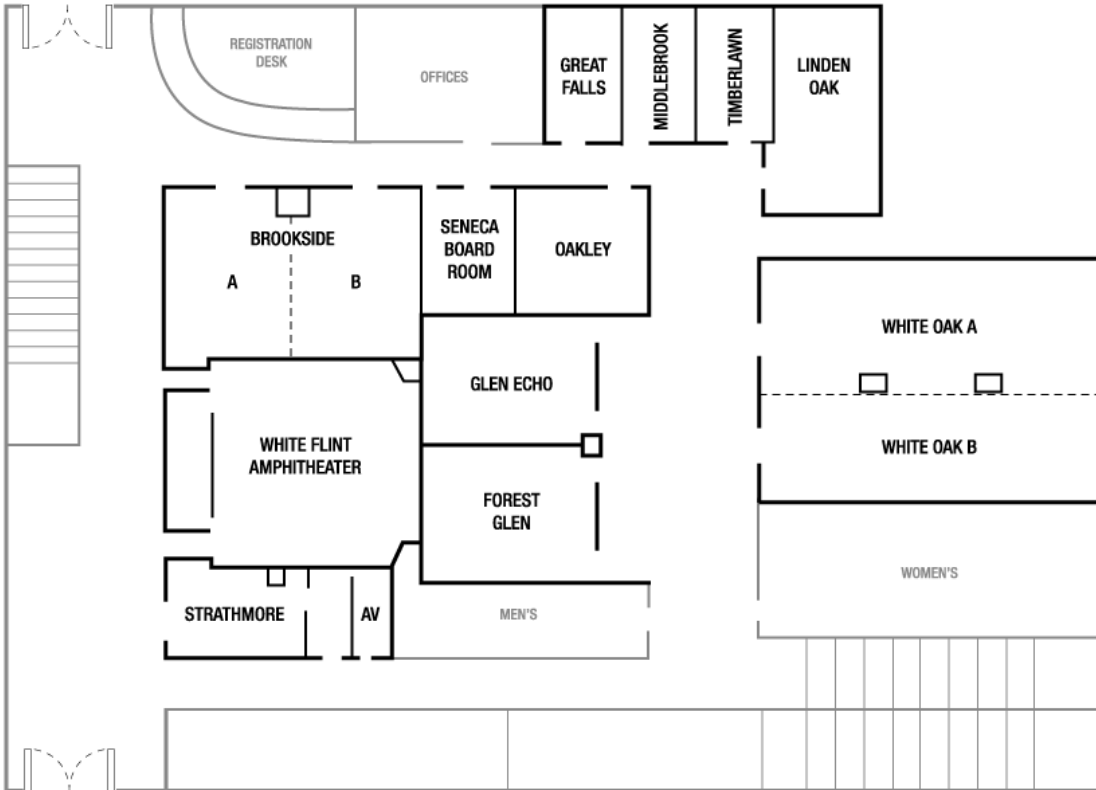 REGISTRATION
DESK
OFFICES
GREAT
FALLS
MIDDLEBROOK
TIMBERLAWN
LINDEN
OAK
BROOKSIDE
A
B
SENECA
BOARD
ROOM
OAKLEY
WHITE OAK A
GLEN ECHO
WHITE FLINT
AMPHITHEATER
WHITE OAK B
FOREST
GLEN
WOMEN'S
STRATHMORE
AV
MEN'S